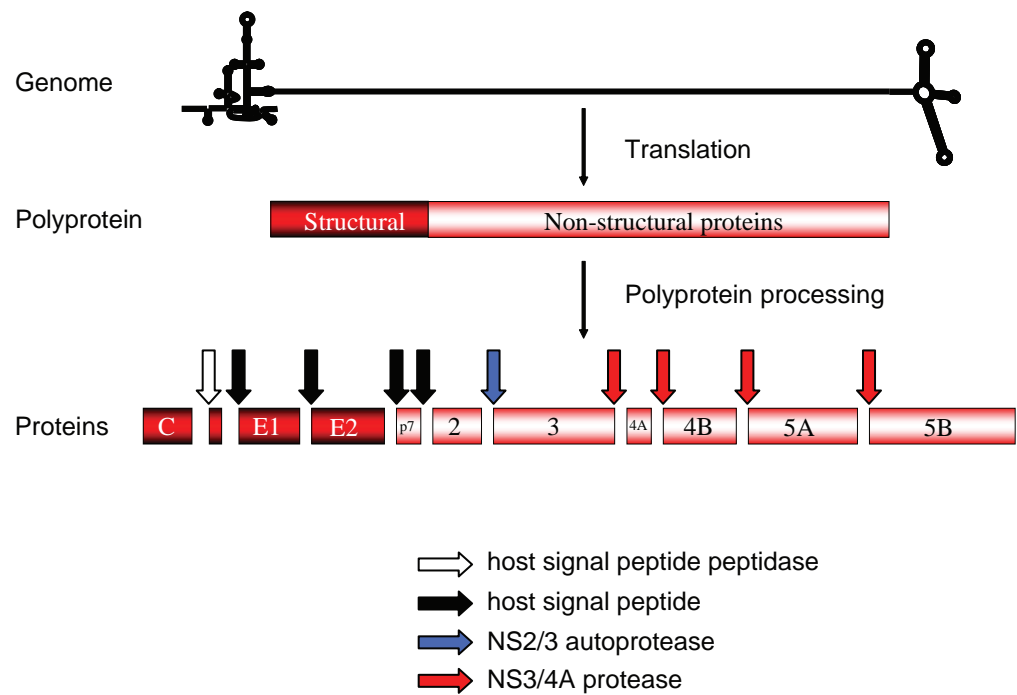 Genome
Translation
Polyprotein
Structural
Non-structural proteins
Polyprotein processing
Proteins
C
E1
E2
p7
2
3
4A
4B
5A
5B
host signal peptide peptidase
host signal peptide
NS2/3 autoprotease
NS3/4A protease